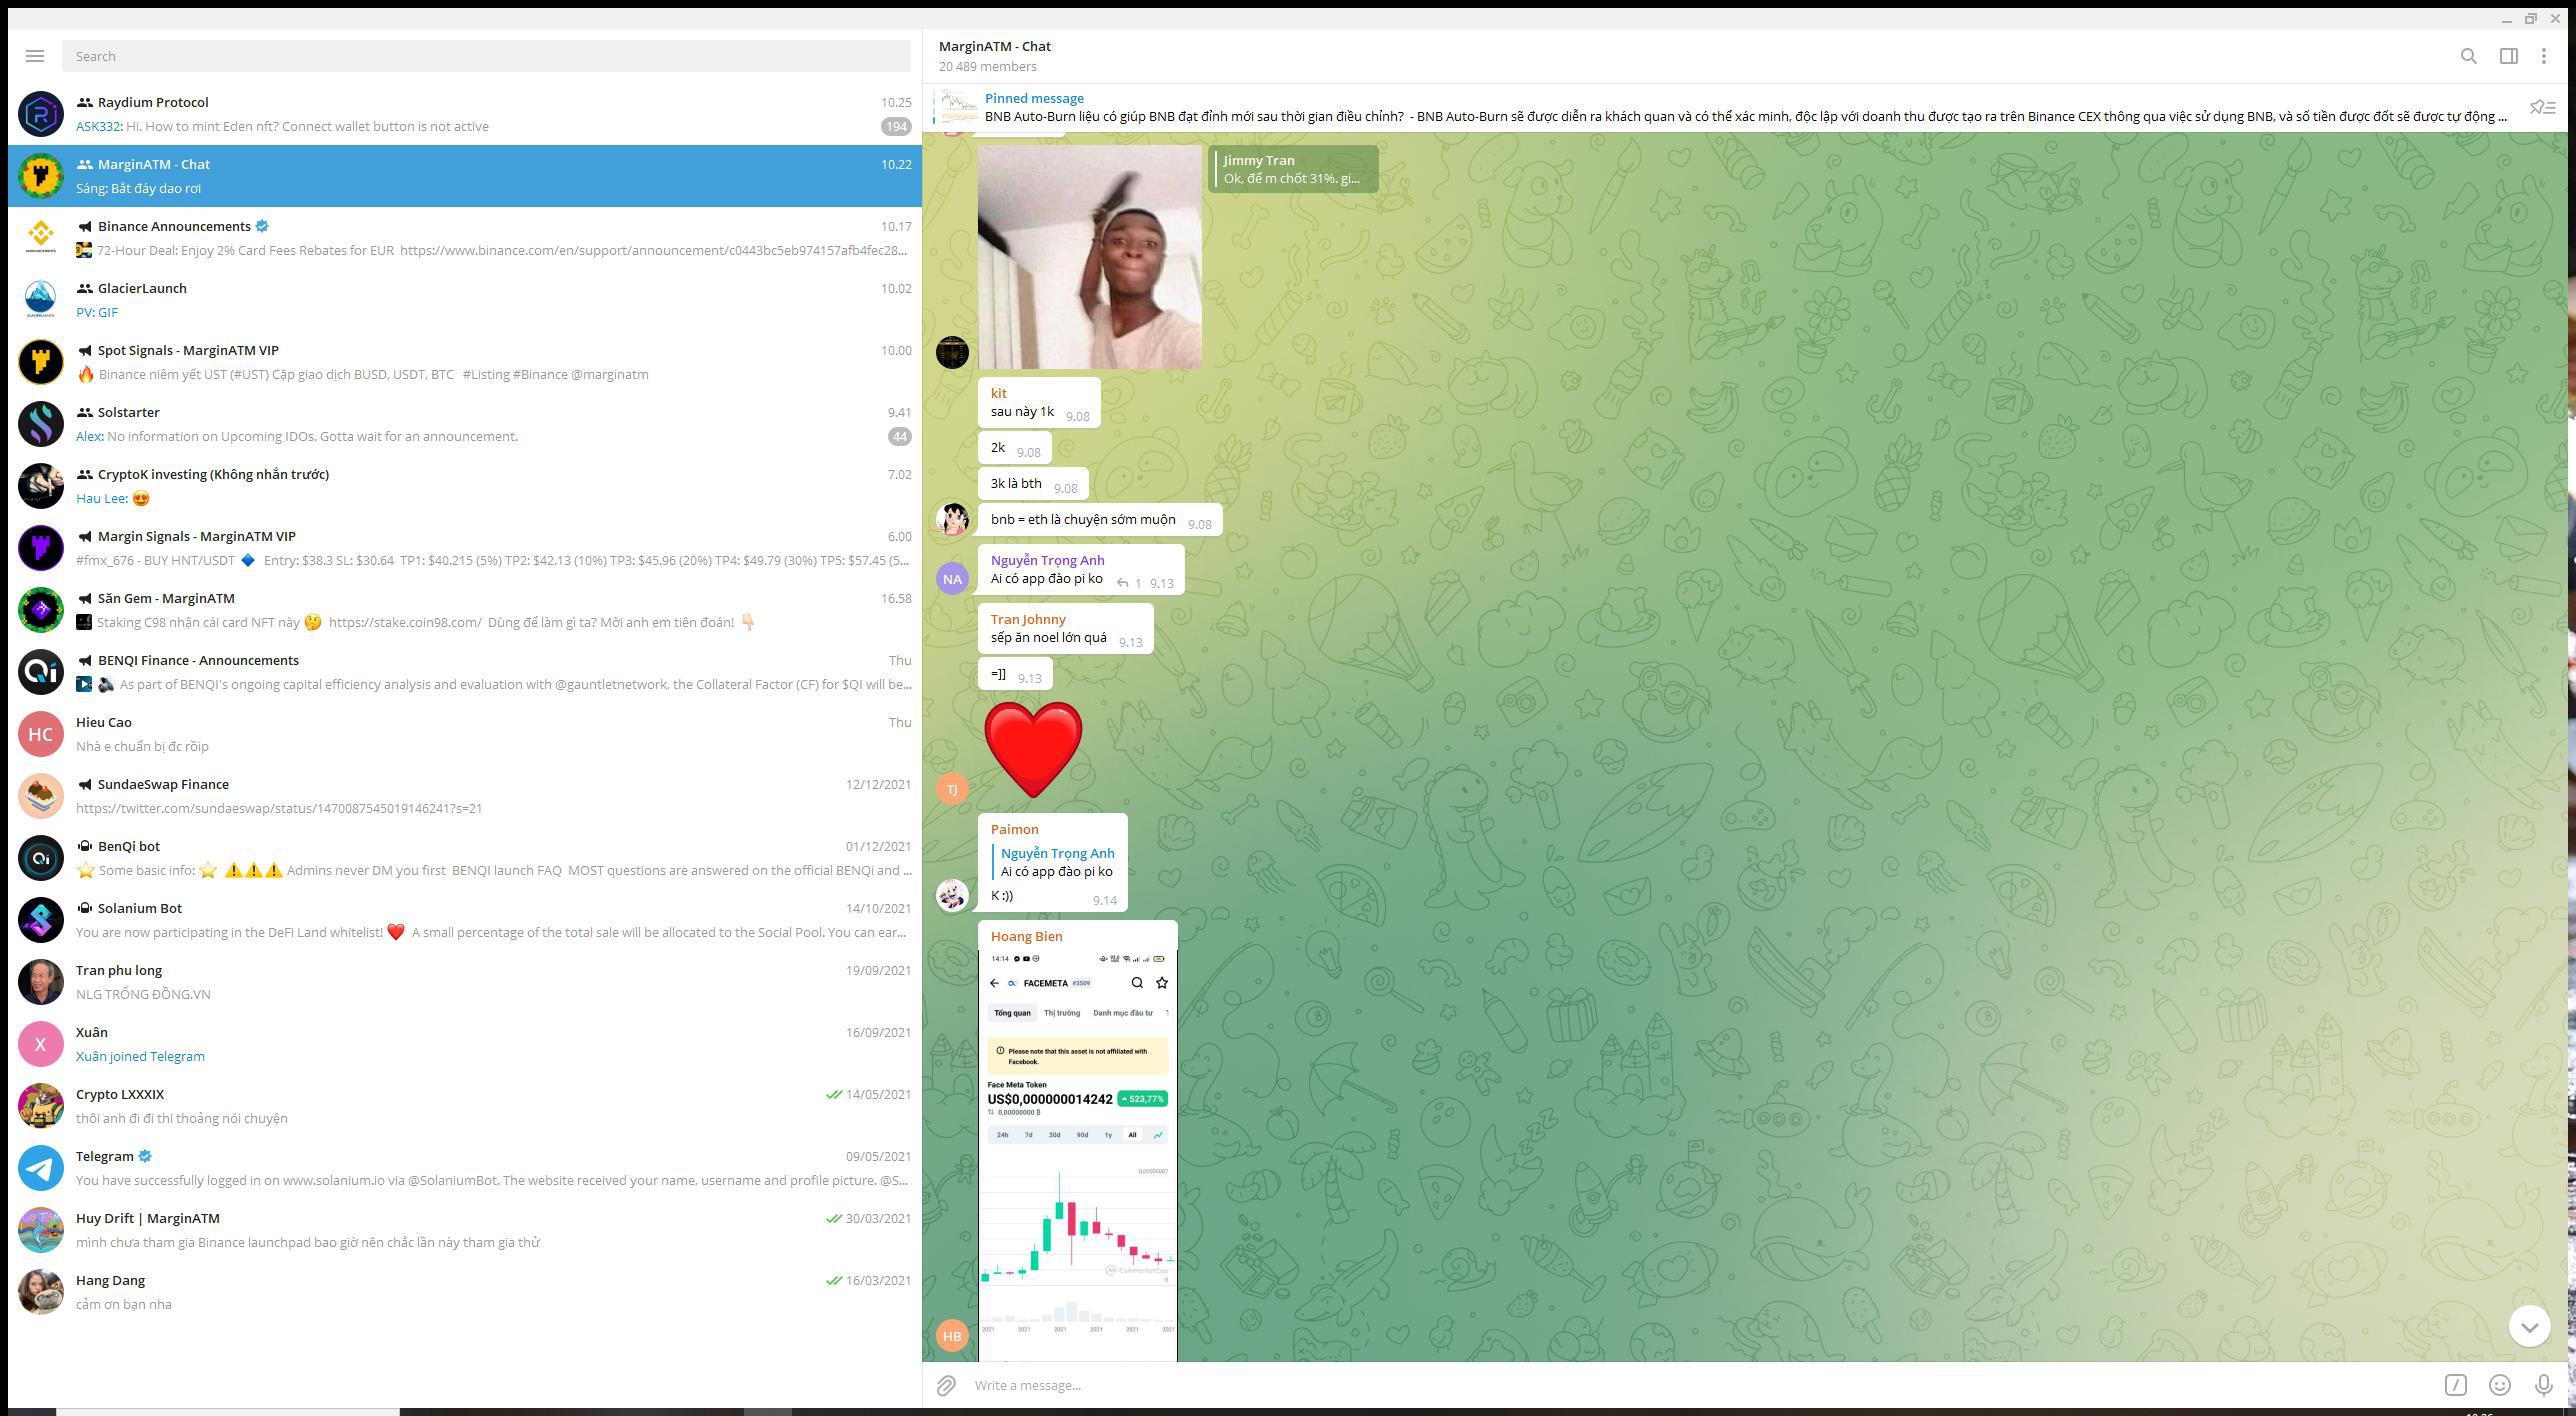 Search
Raydium Protocol 10.25
ASK332: Hi. How to mint Eden nft? Connect wallet button is not active 194
MarginATM - Chat 10.22
Sáng: Bắt đáy dao rơi
Binance Announcements 10.17
72-Hour Deal: Enjoy 2% Card Fees Rebates for EUR https://www.binance.com/en/support/announcement/c0443bc5eb974157afb4fec28...
GlacierLaunch 10.02
PV: GIF
Spot Signals - MarginATM VIP 10.00
🔥 Binance niêm yết UST (#UST) Cặp giao dịch BUSD, USDT, BTC #Listing #Binance @marginatm
Solstarter 9.41
Alex: No information on Upcoming IDOs. Gotta wait for an announcement. 44
CryptoK investing (Không nhắn trước) 7.02
Hau Lee: 😍
Margin Signals - MarginATM VIP 6.00
#fmx_676 - BUY HNT/USDT 🔷 Entry: $38.3 SL: $30.64 TP1: $40.215 (5%) TP2: $42.13 (10%) TP3: $45.96 (20%) TP4: $49.79 (30%) TP5: $57.45 (5...
Săn Gem - MarginATM 16.58
Staking C98 nhận cái card NFT này 🤔 https://stake.coin98.com/ Dùng để làm gì ta? Mời anh em tiên đoán! 👇🏻
BENQI Finance - Announcements Thu
🔊 As part of BENQI's ongoing capital efficiency analysis and evaluation with @gauntletnetwork, the Collateral Factor (CF) for $QI will be...
HC
Hieu Cao Thu
Nhà e chuẩn bị đc rồip
SundaeSwap Finance 12/12/2021
https://twitter.com/sundaeswap/status/1470087545019146241?s=21
BenQi bot 01/12/2021
⭐ Some basic info: ⭐ ⚠️⚠️⚠️ Admins never DM you first BENQI launch FAQ MOST questions are answered on the official BENQi and ...
Solanium Bot 14/10/2021
You are now participating in the DeFi Land whitelist! ❤️ A small percentage of the total sale will be allocated to the Social Pool. You can ear...
Tran phu long 19/09/2021
NLG TRỐNG ĐỒNG.VN
X
Xuân 16/09/2021
Xuân joined Telegram
Crypto LXXXIX 14/05/2021
thôi anh đi đi thi thoảng nói chuyện
Telegram 09/05/2021
You have successfully logged in on www.solanium.io via @SolaniumBot. The website received your name, username and profile picture. @S...
Huy Drift | MarginATM 30/03/2021
mình chưa tham gia Binance launchpad bao giờ nên chắc lần này tham gia thử
Hang Dang 16/03/2021
cảm ơn bạn nha
MarginATM - Chat
20 489 members
Pinned message
BNB Auto-Burn liệu có giúp BNB đạt đỉnh mới sau thời gian điều chỉnh? - BNB Auto-Burn sẽ được diễn ra khách quan và có thể xác minh, độc lập với doanh thu được tạo ra trên Binance CEX thông qua việc sử dụng BNB, và số tiền được đốt sẽ được tự động ...
Jimmy Tran
Ok, để m chốt 31%. gi...
kit
sau này 1k 9.08
2k 9.08
3k là bth 9.08
bnb = eth là chuyện sớm muộn 9.08
Nguyễn Trọng Anh
NA
Ai có app đào pi ko 1 9.13
Tran Johnny
sếp ăn noel lớn quá 9.13
=]] 9.13
TJ
Paimon
Nguyễn Trọng Anh
Ai có app đào pi ko
K :)) 9.14
Hoang Bien
14:14
FACEMETA #3509
Tổng quan Thị trường Danh mục đầu tư
Please note that this asset is not affiliated with
Facebook.
Face Meta Token
US$0,000000014242 523,77%
0,00000000 ₿
24h 7d 30d 90d 1y All
0,00000007
CoinMarketCap
0
2021 2021 2021 2021 2021 2021
HB
Write a message...